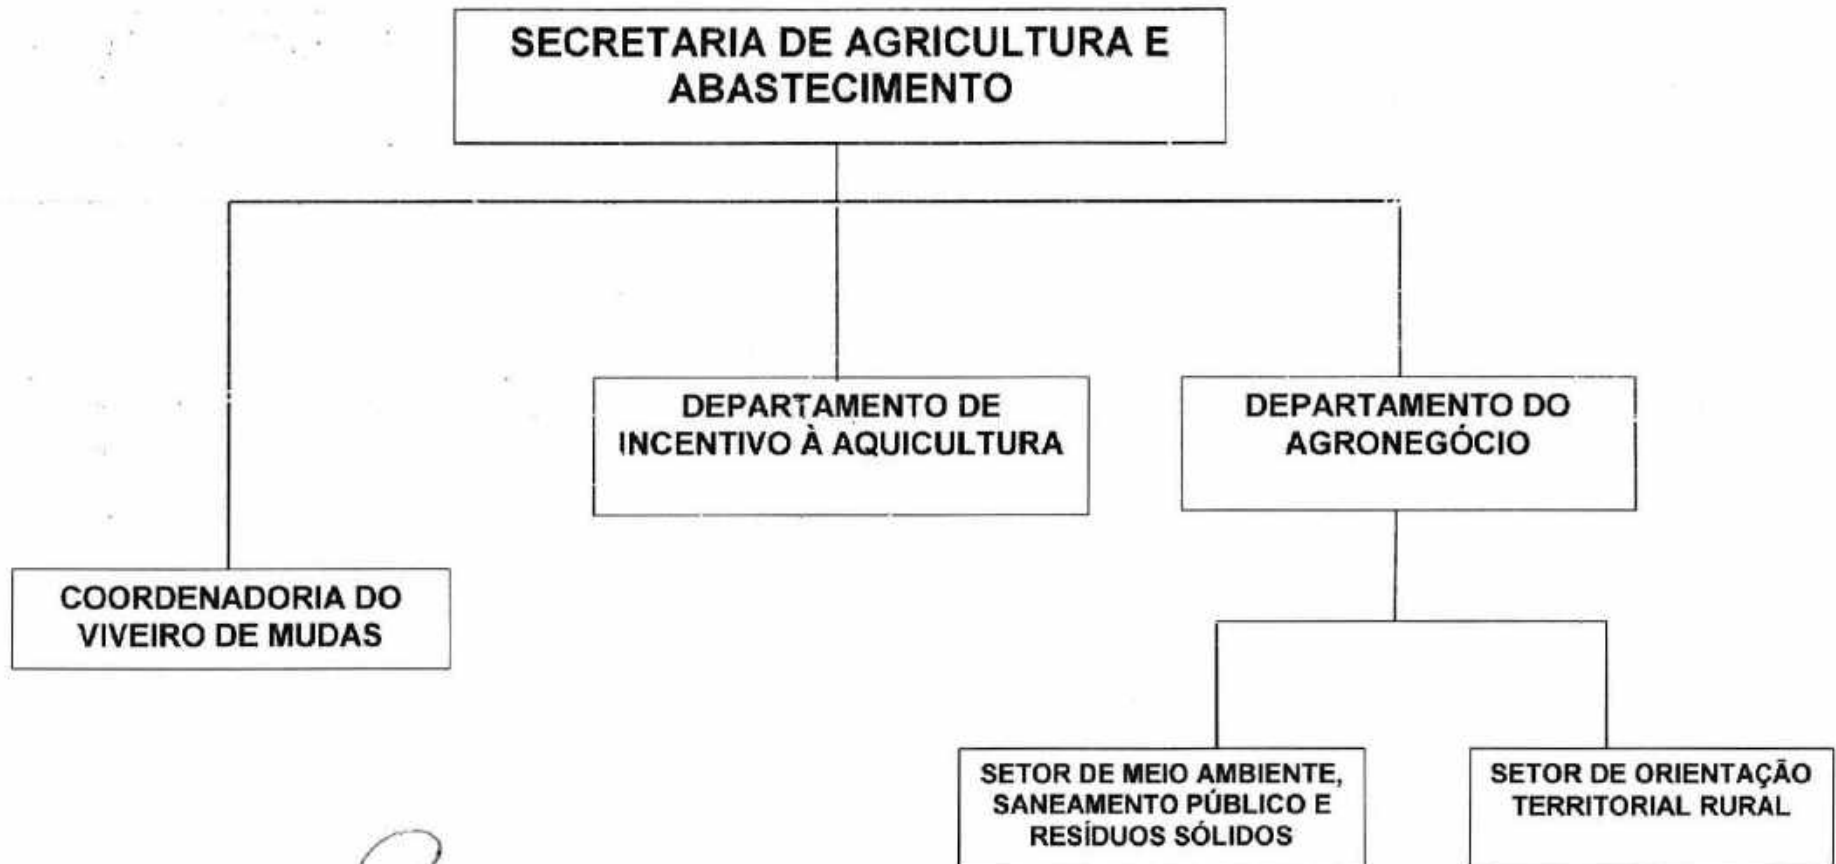 SECRETARIA DE AGRICULTURA E
ABASTECIMENTO
DEPARTAMENTO DE
INCENTIVO À AQUICULTURA
DEPARTAMENTO DO
AGRONEGÓCIO
COORDENADORIA DO
VIVEIRO DE MUDAS
SETOR DE MEIO AMBIENTE,
SANEAMENTO PÚBLICO E
RESÍDUOS SÓLIDOS
SETOR DE ORIENTAÇÃO
TERRITORIAL RURAL